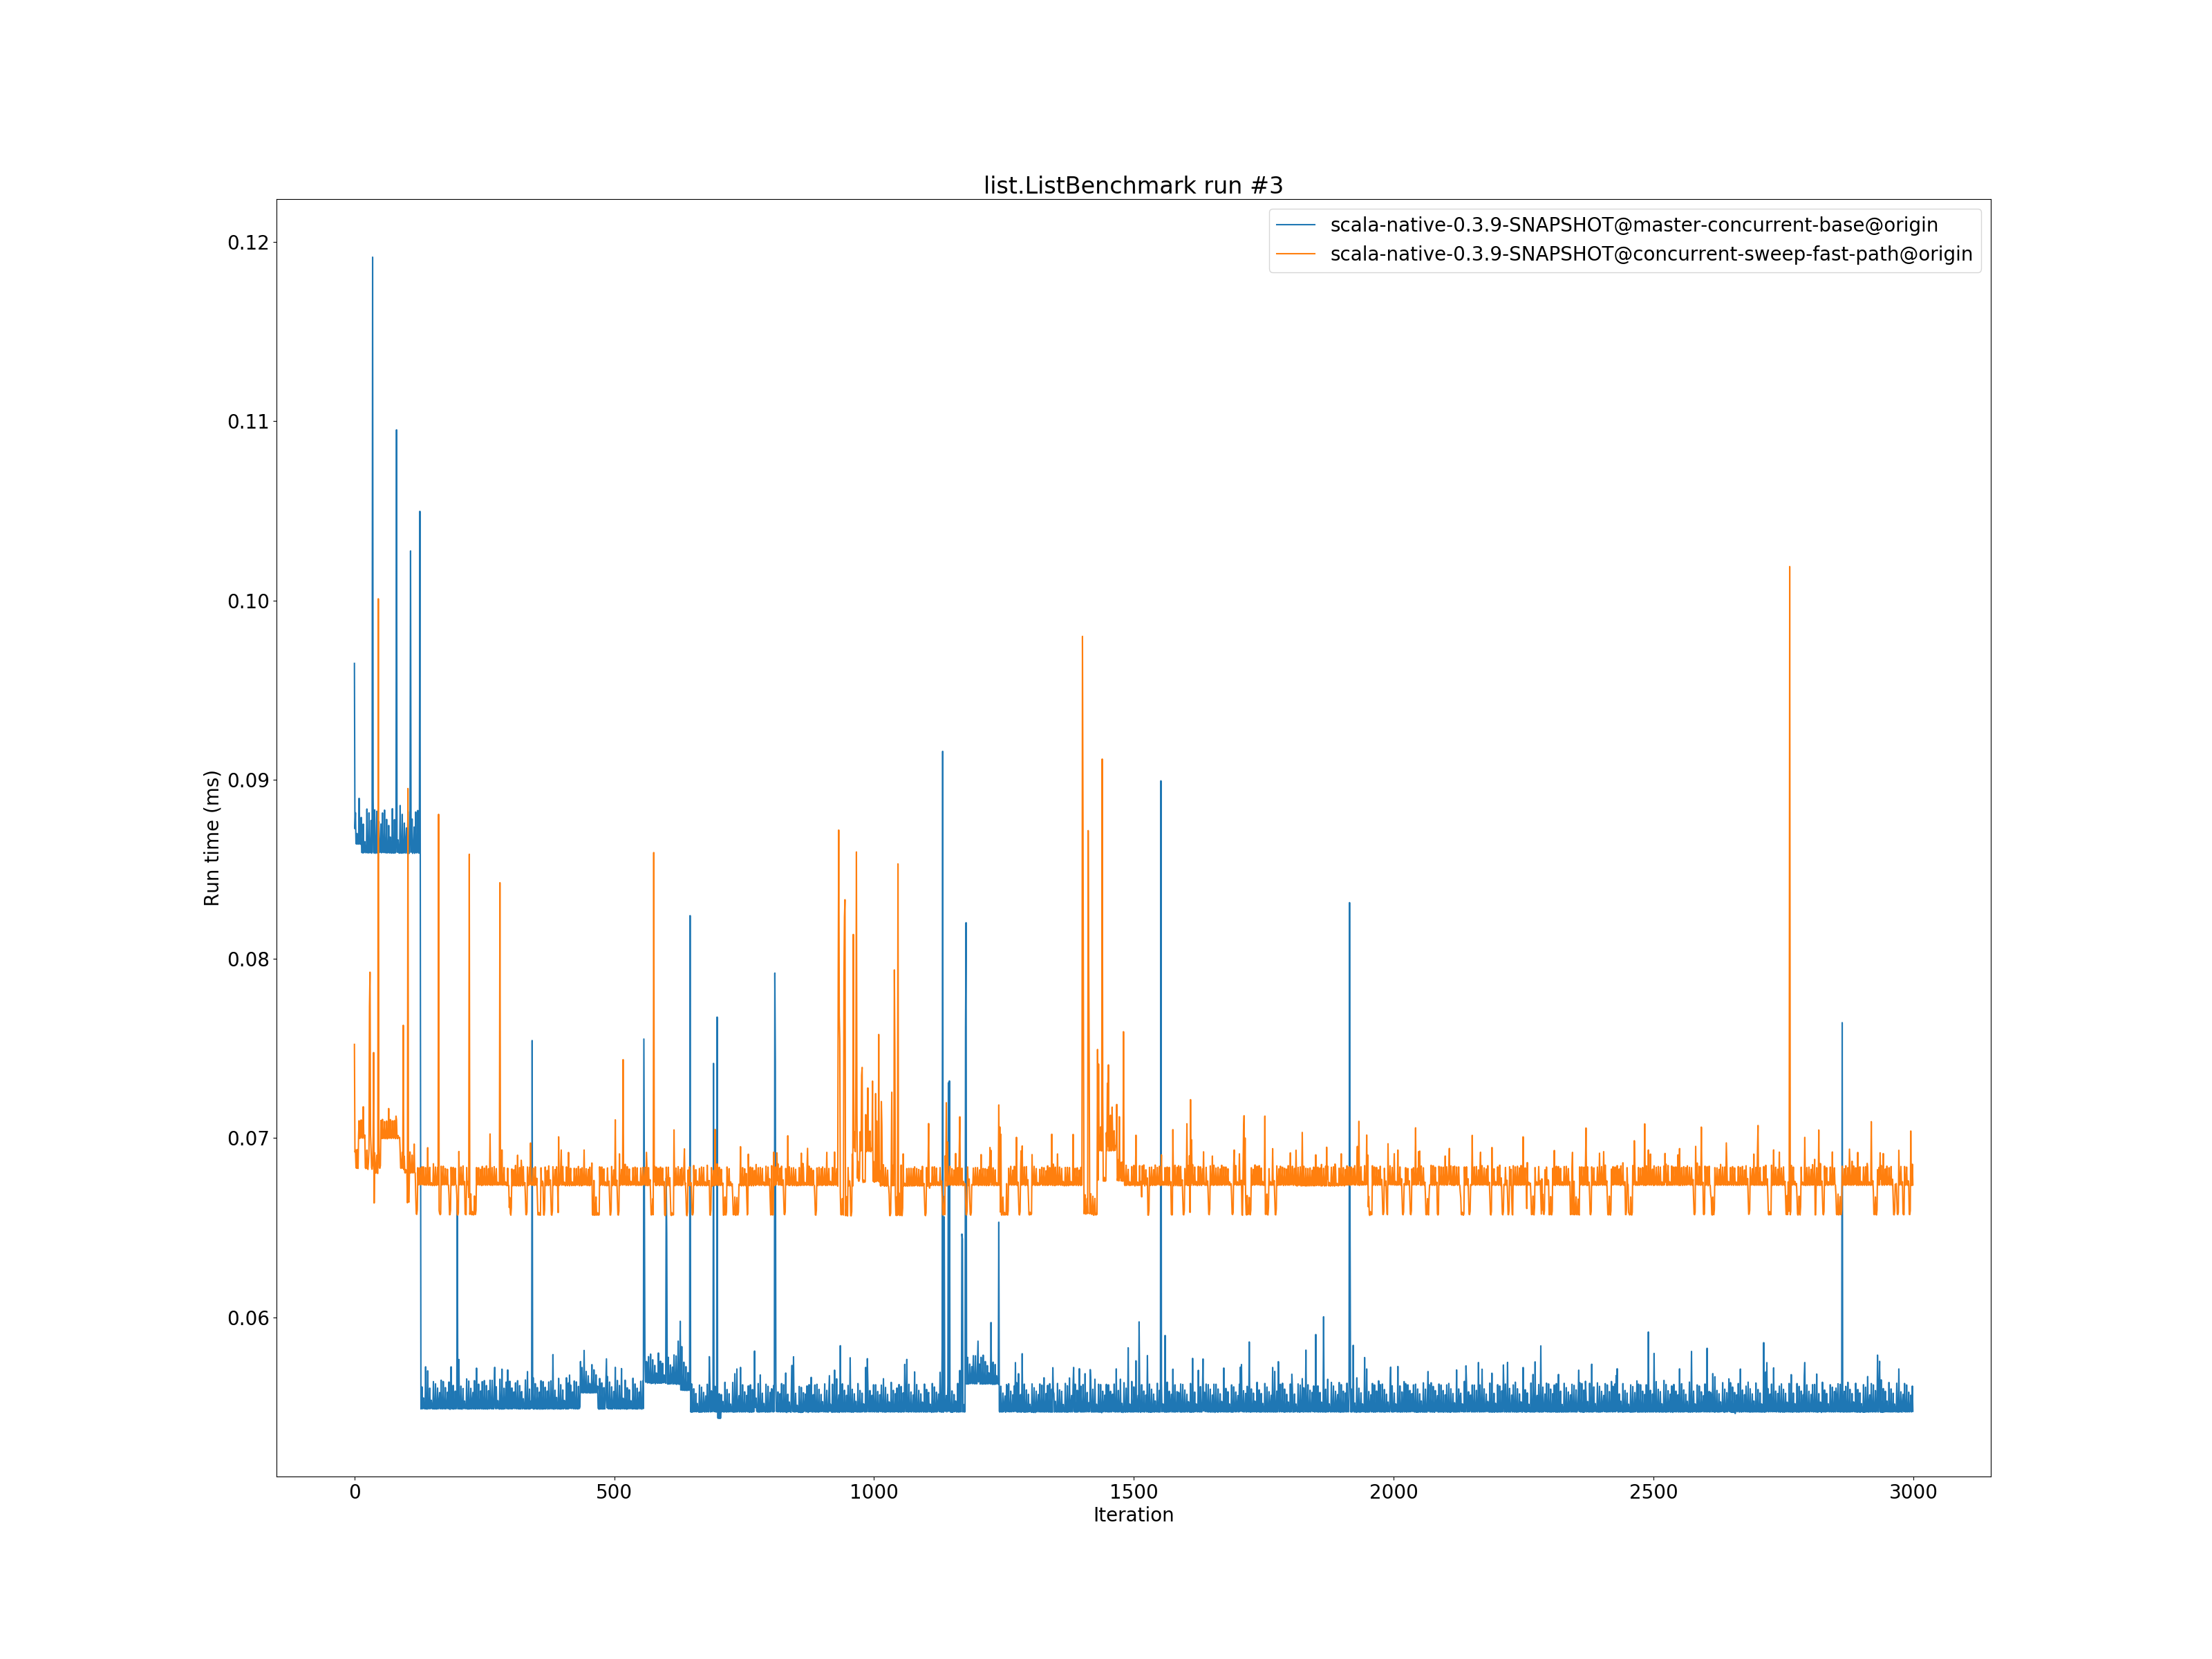 list.ListBenchmark run #3
scala-native-0.3.9-SNAPSHOT@master-concurrent-base@origin
scala-native-0.3.9-SNAPSHOT@concurrent-sweep-fast-path@origin
0.12
0.11
0.10
0.09
0.08
0.07
0.06
Run time (ms)
0 500 1000 1500 2000 2500 3000
Iteration